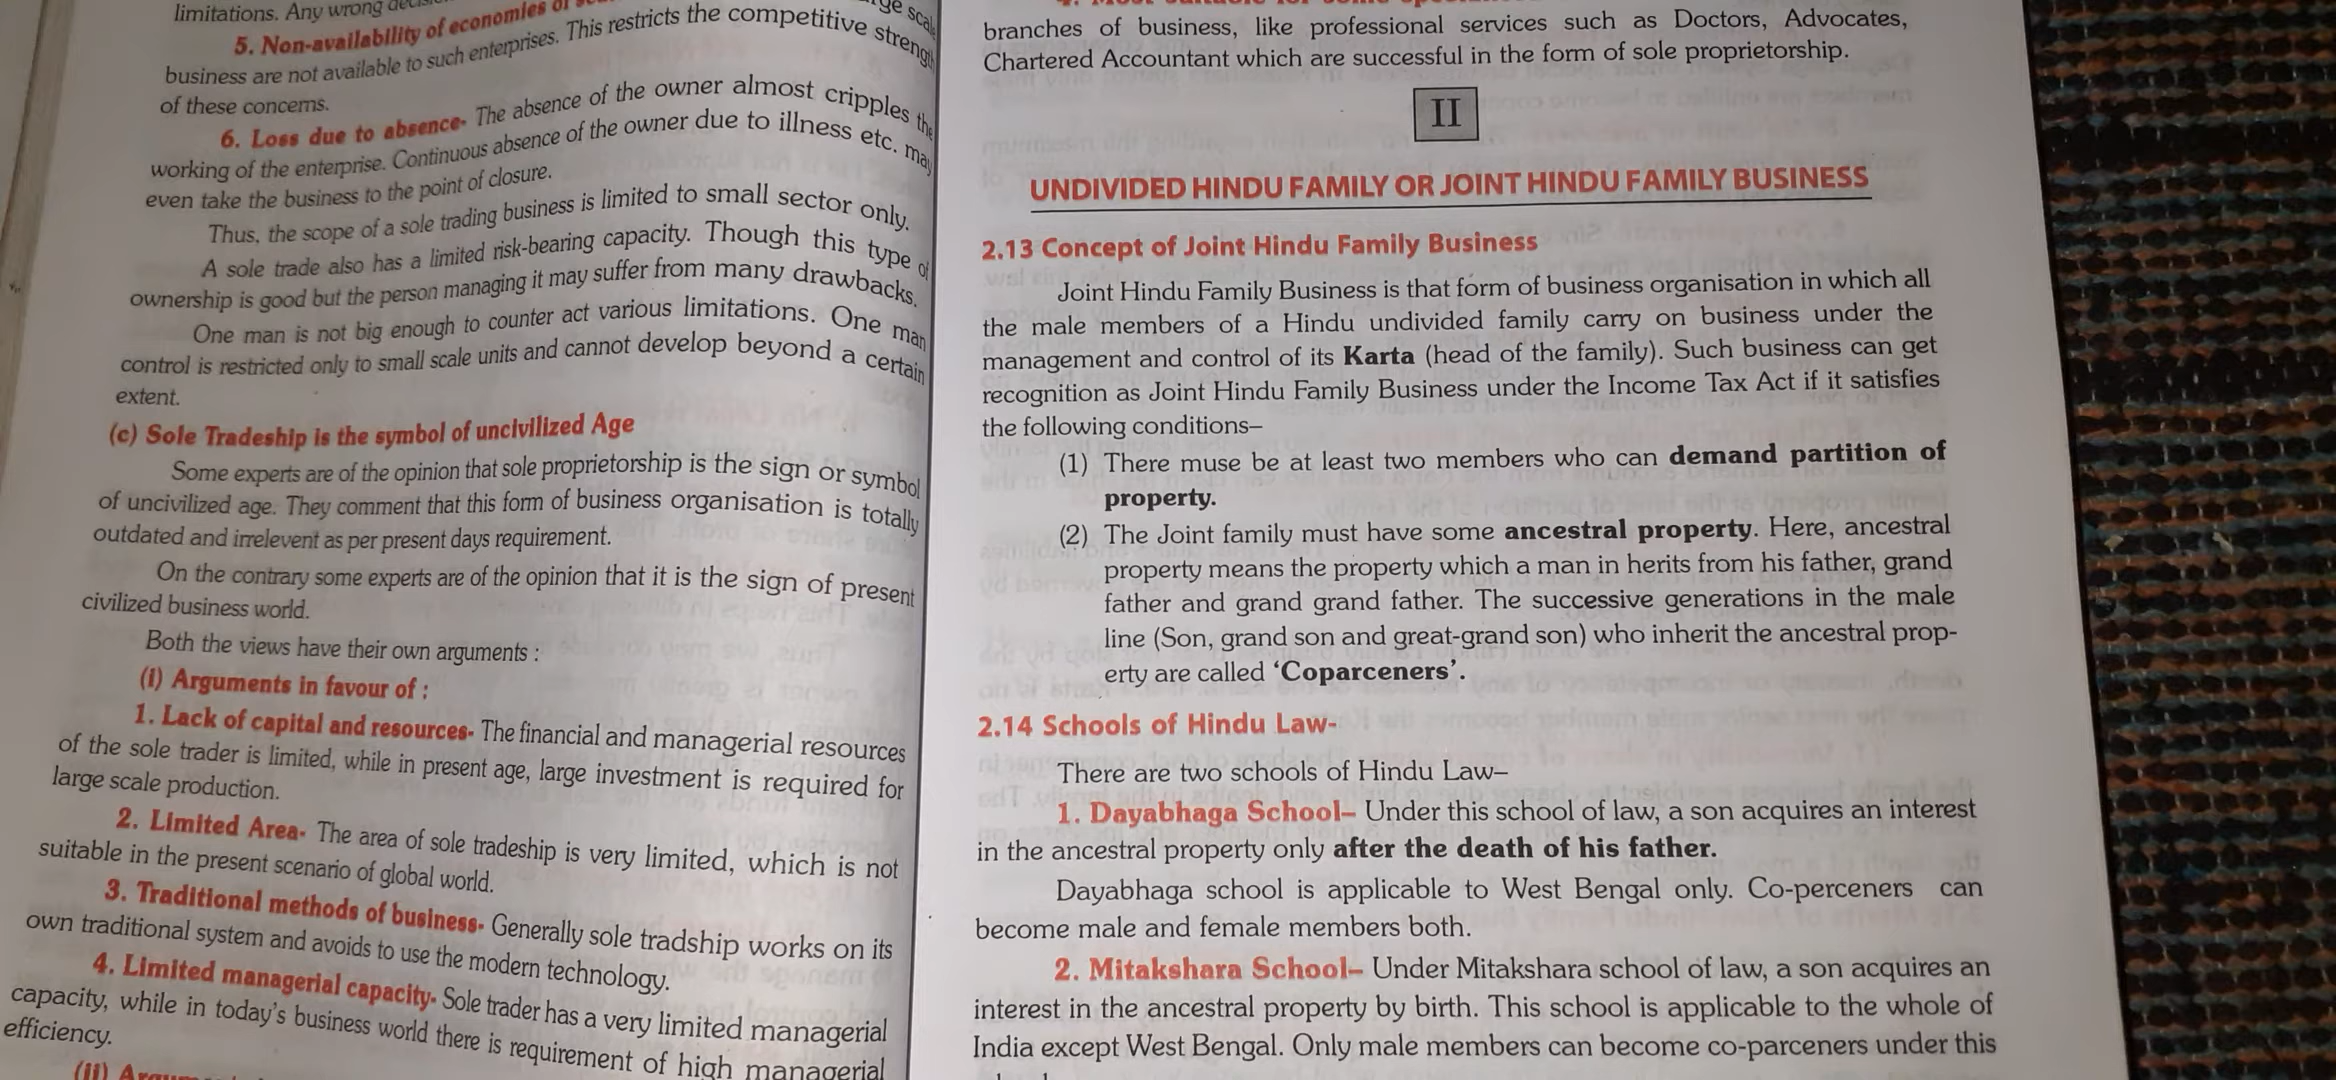 limitations. Any wrong
5. Non-availability of economies of
business are not available to such enterprises. This restricts the competitive strength
of these concerns.
6. Loss due to absence- The absence of the owner almost cripples the
working of the enterprise. Continuous absence of the owner due to illness etc. may
even take the business to the point of closure.
Thus, the scope of a sole trading business is limited to small sector only.
A sole trade also has a limited risk-bearing capacity. Though this type of
ownership is good but the person managing it may suffer from many drawbacks.
One man is not big enough to counter act various limitations. One man
control is restricted only to small scale units and cannot develop beyond a certain
extent.
(c) Sole Tradeship is the symbol of uncivilized Age
Some experts are of the opinion that sole proprietorship is the sign or symbol
of uncivilized age. They comment that this form of business organisation is totally
outdated and irrelevent as per present days requirement.
On the contrary some experts are of the opinion that it is the sign of present
civilized business world.
Both the views have their own arguments :
(i) Arguments in favour of :
1. Lack of capital and resources- The financial and managerial resources
of the sole trader is limited, while in present age, large investment is required for
large scale production.
2. Limited Area- The area of sole tradeship is very limited, which is not
suitable in the present scenario of global world.
3. Traditional methods of business- Generally sole tradship works on its
own traditional system and avoids to use the modern technology.
4. Limited managerial capacity- Sole trader has a very limited managerial
capacity, while in today's business world there is requirement of high managerial
efficiency.
(ii)
branches of business, like professional services such as Doctors, Advocates,
Chartered Accountant which are successful in the form of sole proprietorship.
II
UNDIVIDED HINDU FAMILY OR JOINT HINDU FAMILY BUSINESS
2.13 Concept of Joint Hindu Family Business
Joint Hindu Family Business is that form of business organisation in which all
the male members of a Hindu undivided family carry on business under the
management and control of its Karta (head of the family). Such business can get
recognition as Joint Hindu Family Business under the Income Tax Act if it satisfies
the following conditions–
(1) There muse be at least two members who can demand partition of
property.
(2) The Joint family must have some ancestral property. Here, ancestral
property means the property which a man in herits from his father, grand
father and grand grand father. The successive generations in the male
line (Son, grand son and great-grand son) who inherit the ancestral prop-
erty are called ‘Coparceners’.
2.14 Schools of Hindu Law-
There are two schools of Hindu Law–
1. Dayabhaga School– Under this school of law, a son acquires an interest
in the ancestral property only after the death of his father.
Dayabhaga school is applicable to West Bengal only. Co-perceners can
become male and female members both.
2. Mitakshara School– Under Mitakshara school of law, a son acquires an
interest in the ancestral property by birth. This school is applicable to the whole of
India except West Bengal. Only male members can become co-parceners under this